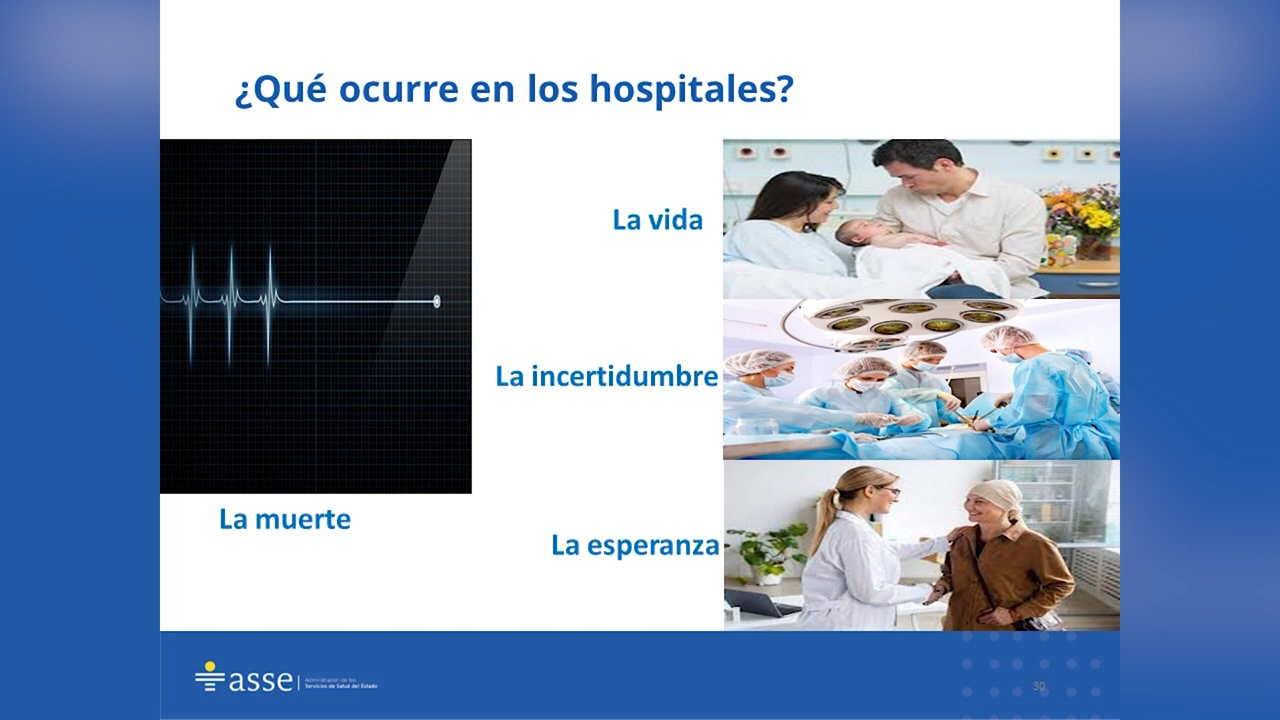 ¿Qué ocurre en los hospitales?
La vida
La incertidumbre
La muerte
La esperanza
asse
Administración de los
Servicios de Salud del Estado
30